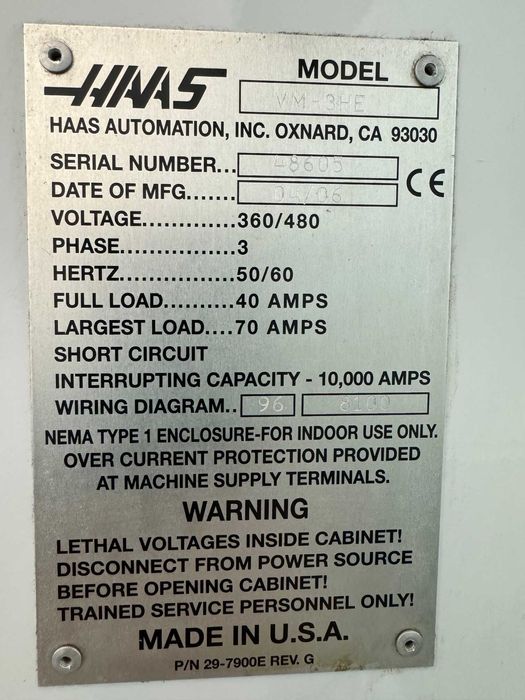 HAAS
MODEL
VM-3HE
HAAS AUTOMATION, INC. OXNARD, CA 93030
SERIAL NUMBER... 48605
DATE OF MFG....... 04/06
CE
VOLTAGE.............360/480
PHASE................3
HERTZ................50/60
FULL LOAD..........40 AMPS
LARGEST LOAD....70 AMPS
SHORT CIRCUIT
INTERRUPTING CAPACITY - 10,000 AMPS
WIRING DIAGRAM.. 96 8100
NEMA TYPE 1 ENCLOSURE-FOR INDOOR USE ONLY.
OVER CURRENT PROTECTION PROVIDED
AT MACHINE SUPPLY TERMINALS.
WARNING
LETHAL VOLTAGES INSIDE CABINET!
DISCONNECT FROM POWER SOURCE
BEFORE OPENING CABINET!
TRAINED SERVICE PERSONNEL ONLY!
MADE IN U.S.A.
P/N 29-7900E REV. G